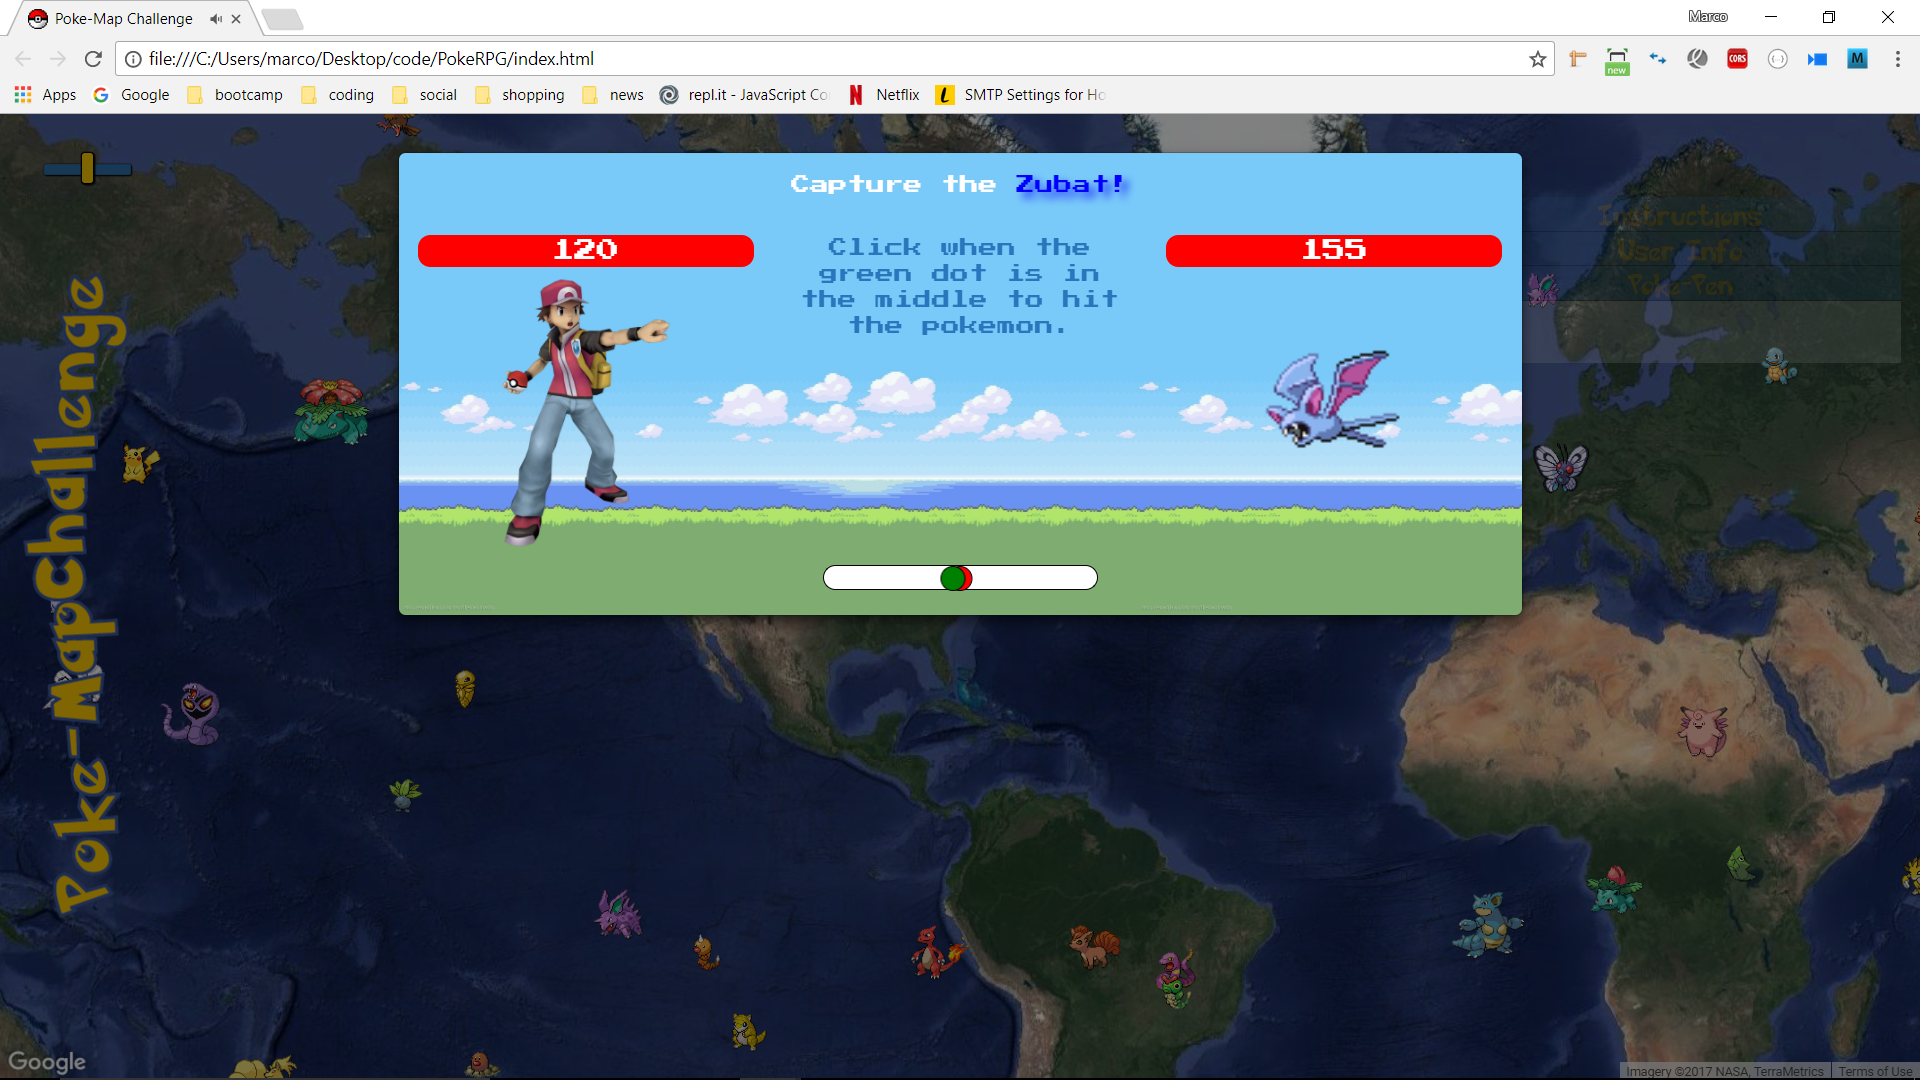 Poke-Map Challenge
Marco
file:///C:/Users/marco/Desktop/code/PokeRPG/index.html
new
CORS
M
Apps
Google
bootcamp
coding
social
shopping
news
repl.it - JavaScript Co
Netflix
SMTP Settings for Ho
Capture the Zubat!
120
Click when the
green dot is in
the middle to hit
the pokemon.
155
Instructions
User Info
Poke-Pen
Poke-Map Challenge
Google
Imagery ©2017 NASA, TerraMetrics
Terms of Use